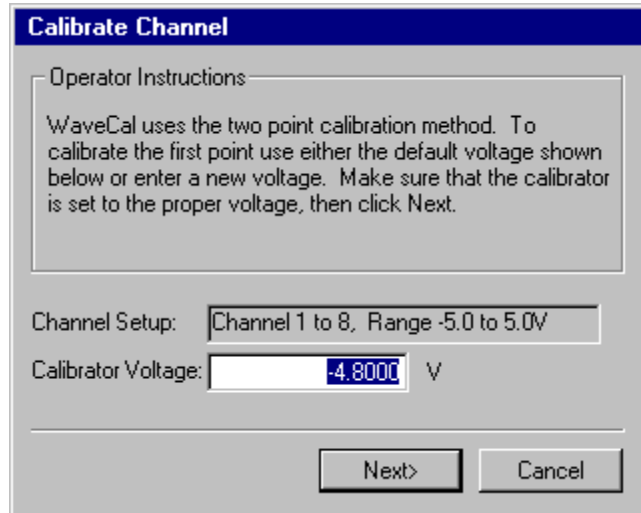 Calibrate Channel
Operator Instructions
WaveCal uses the two point calibration method.  To
calibrate the first point use either the default voltage shown
below or enter a new voltage.  Make sure that the calibrator
is set to the proper voltage, then click Next.
Channel Setup: Channel 1 to 8,  Range -5.0 to 5.0V
Calibrator Voltage: -4.8000 V
Next> Cancel